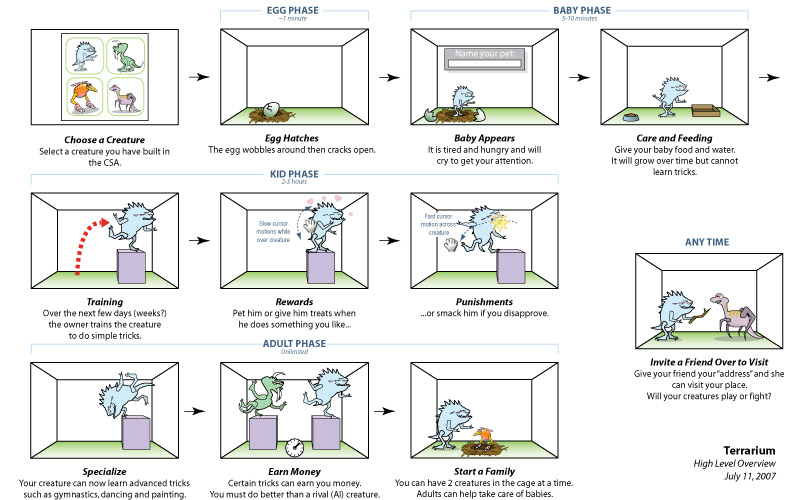 EGG PHASE
~1 minute
BABY PHASE
5-10 minutes
Name your pet:
Choose a Creature
Select a creature you have built in
the CSA.
Egg Hatches
The egg wobbles around then cracks open.
Baby Appears
It is tired and hungry and will
cry to get your attention.
Care and Feeding
Give your baby food and water.
It will grow over time but cannot
learn tricks.
KID PHASE
2-5 hours
Slow cursor
motions while
over creature
Fast cursor
motion across
creature
Training
Over the next few days (weeks?)
the owner trains the creature
to do simple tricks.
Rewards
Pet him or give him treats when
he does something you like...
Punishments
...or smack him if you disapprove.
ANY TIME
Invite a Friend Over to Visit
Give your friend your "address" and she
can visit your place.
Will your creatures play or fight?
ADULT PHASE
Unlimited
Specialize
Your creature can now learn advanced tricks
such as gymnastics, dancing and painting.
Earn Money
Certain tricks can earn you money.
You must do better than a rival (AI) creature.
Start a Family
You can have 2 creatures in the cage at a time.
Adults can help take care of babies.
Terrarium
High Level Overview
July 11, 2007